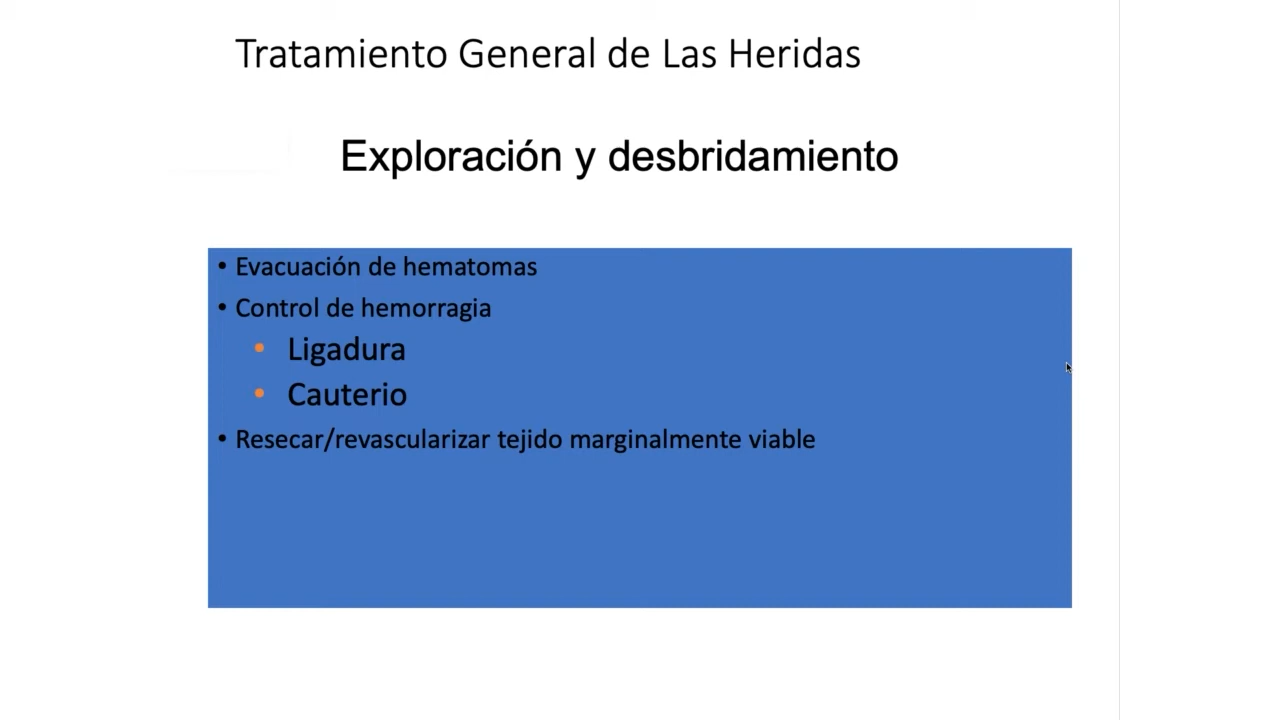 Tratamiento General de Las Heridas
Exploración y desbridamiento
• Evacuación de hematomas
• Control de hemorragia
• Ligadura
• Cauterio
• Resecar/revascularizar tejido marginalmente viable